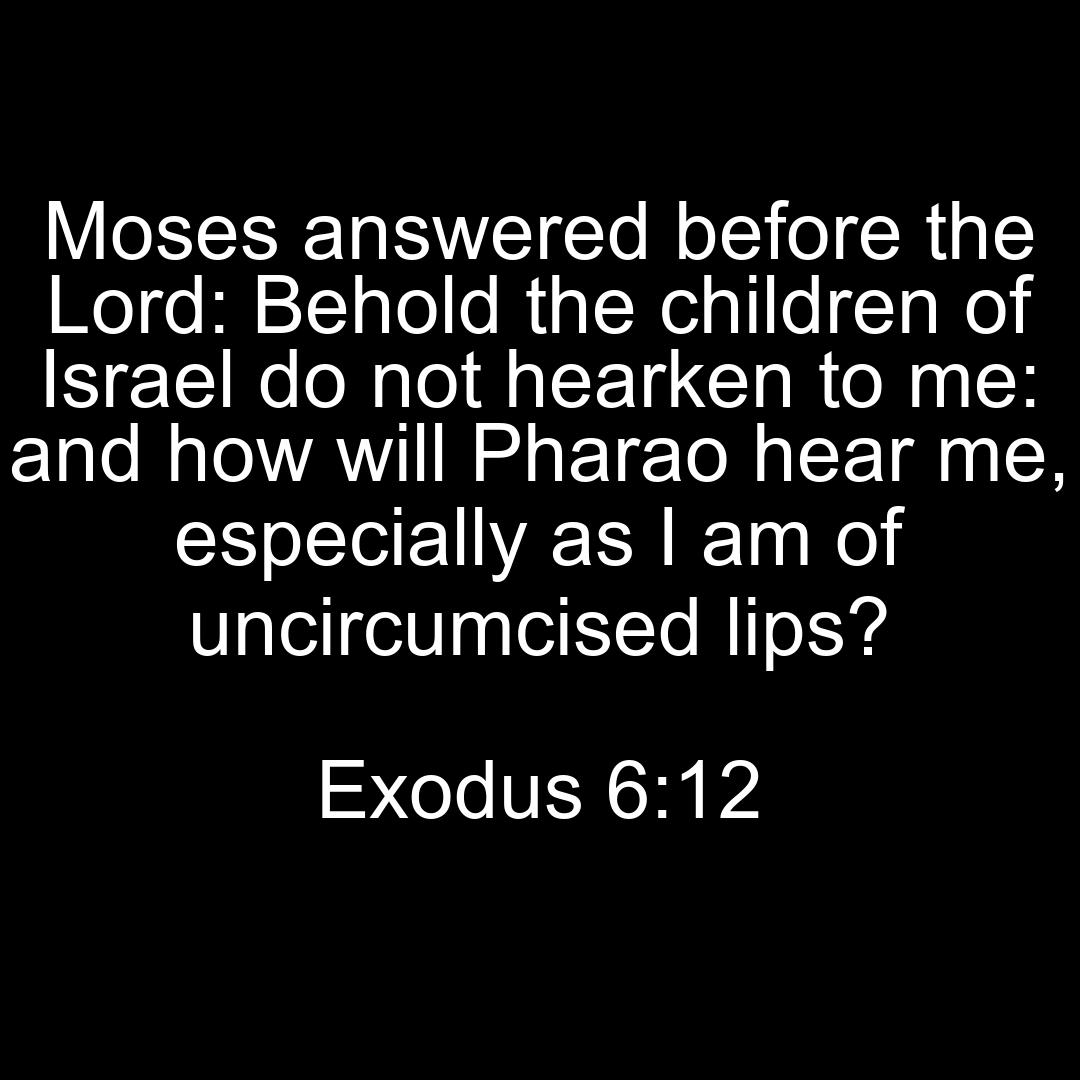 Moses answered before the
Lord: Behold the children of
Israel do not hearken to me:
and how will Pharao hear me,
especially as I am of
uncircumcised lips?
Exodus 6:12